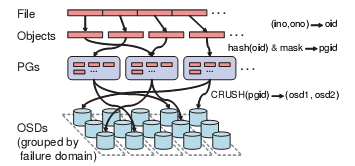 File
(ino,ono) → oid
Objects
hash(oid) & mask → pgid
PGs
CRUSH(pgid) → (osd1, osd2)
OSDs
(grouped by
failure domain)